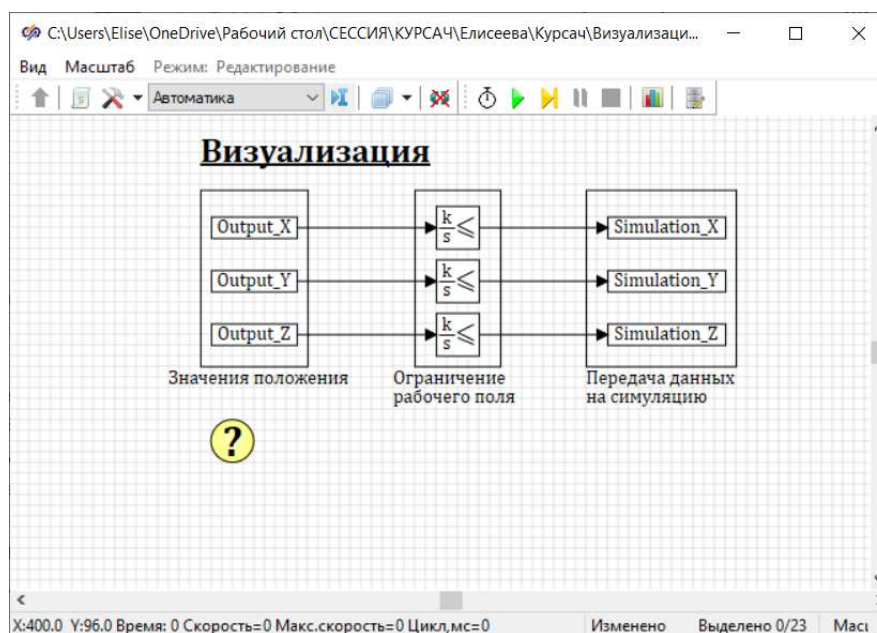 C:\Users\Elise\OneDrive\Рабочий стол\СЕССИЯ\КУРСАЧ\Елисеева\Курсач\Визуализаци...
Вид Масштаб Режим: Редактирование
Автоматика
Визуализация
Output_X k/s ≤ Simulation_X
Output_Y k/s ≤ Simulation_Y
Output_Z k/s ≤ Simulation_Z
Значения положения Ограничение Передача данных
рабочего поля на симуляцию
?
X:400.0 Y:96.0 Время: 0 Скорость=0 Макс.скорость=0 Цикл,мс=0 Изменено Выделено 0/23 Масш